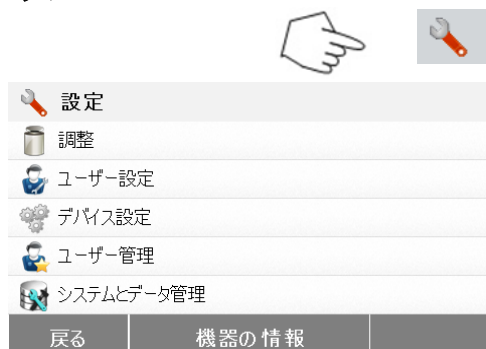 設定
調整
ユーザー設定
デバイス設定
ユーザー管理
システムとデータ管理
戻る 機器の情報